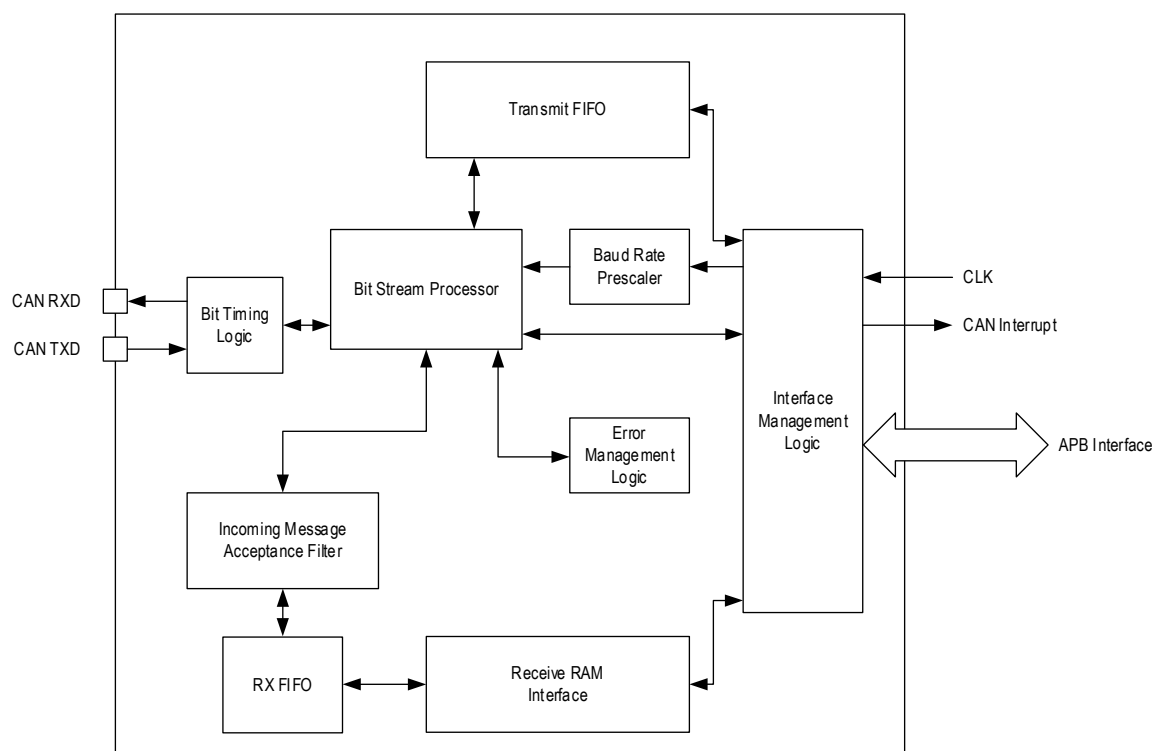 Transmit FIFO
Baud Rate
Prescaler
Bit Stream Processor
CLK
CAN RXD
Bit Timing
Logic
CAN Interrupt
CAN TXD
Interface
Management
Logic
Error
Management
Logic
APB Interface
Incoming Message
Acceptance Filter
RX FIFO
Receive RAM
Interface